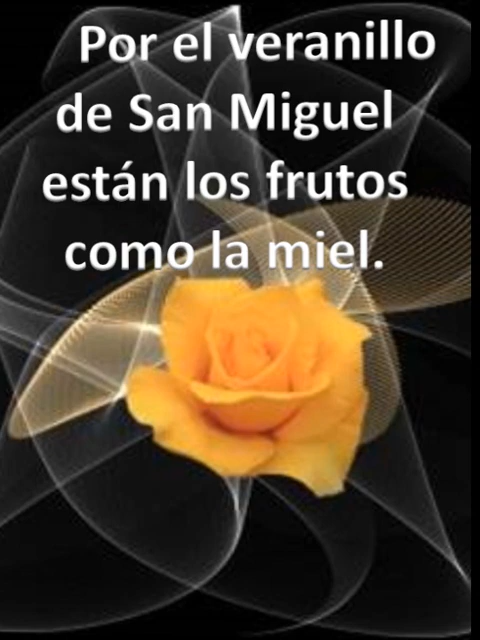 Por el veranillo
de San Miguel
están los frutos
como la miel.